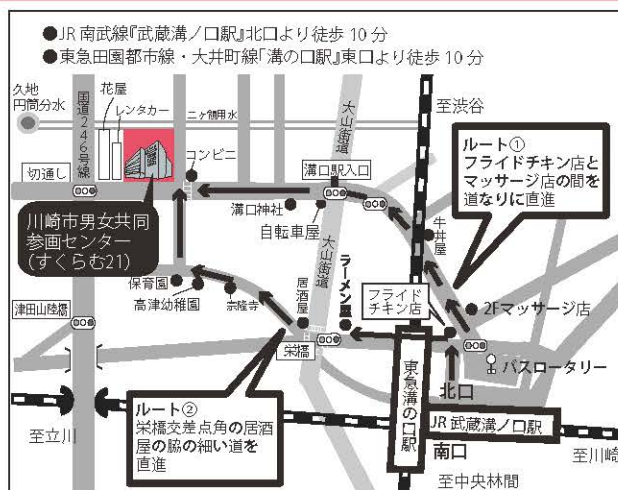 ●JR南武線『武蔵溝ノ口駅』北口より徒歩10分
●東急田園都市線・大井町線「溝の口駅」東口より徒歩10分
久地
円筒分水
国道246号線
花屋
レンタカー
二ヶ領用水
大山街道
至渋谷
コンビニ
切通し
溝口駅入口
ルート①
フライドチキン店と
マッサージ店の間を
道なりに直進
川崎市男女共同
参画センター
(すくらむ21)
溝口神社
自転車屋
牛丼屋
大山街道
保育園
高津幼稚園
宗隆寺
居酒屋
ラーメン屋
フライド
チキン店
2Fマッサージ店
津田山陸橋
栄橋
バスロータリー
東急溝の口駅
北口
ルート②
栄橋交差点角の居酒
屋の脇の細い道を
直進
JR武蔵溝ノ口駅
南口
至立川
至川崎
至中央林間